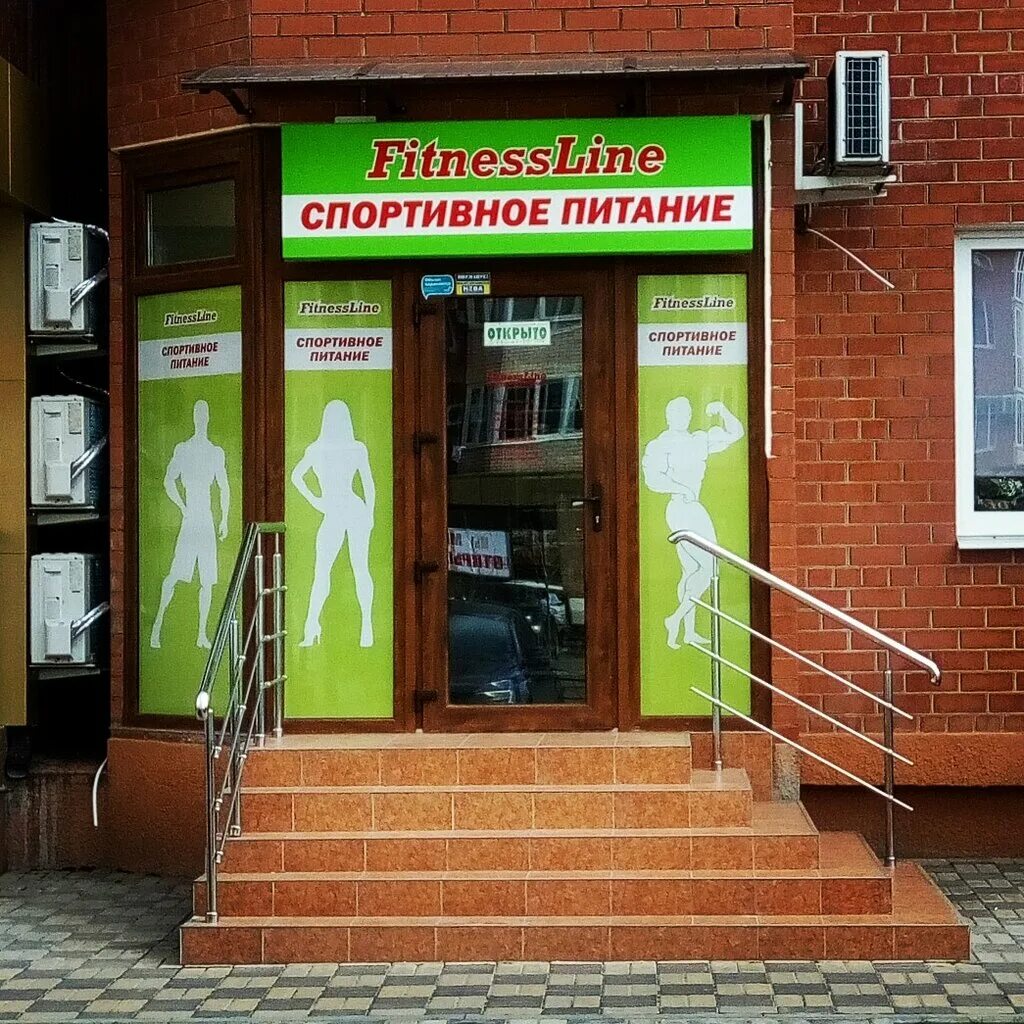 FitnessLine
СПОРТИВНОЕ ПИТАНИЕ
FitnessLine
СПОРТИВНОЕ
ПИТАНИЕ
FitnessLine
СПОРТИВНОЕ
ПИТАНИЕ
ОТКРЫТО
FitnessLine
СПОРТИВНОЕ
ПИТАНИЕ